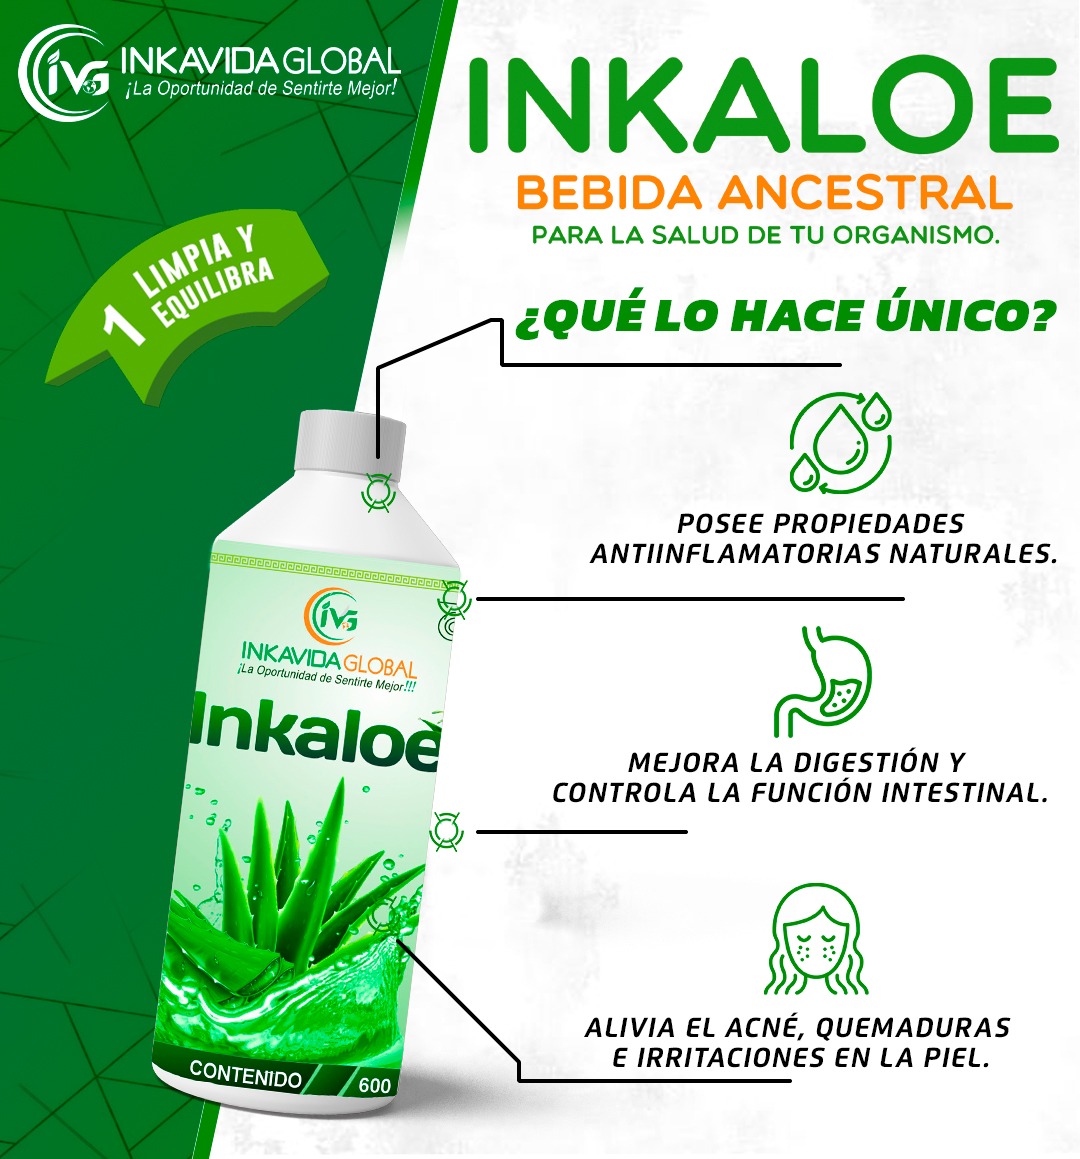 IVG INKAVIDA GLOBAL
¡La Oportunidad de Sentirte Mejor!
INKALOE
BEBIDA ANCESTRAL
PARA LA SALUD DE TU ORGANISMO.
1 LIMPIA Y
EQUILIBRA
¿QUÉ LO HACE ÚNICO?
POSEE PROPIEDADES
ANTIINFLAMATORIAS NATURALES.
IVG
INKAVIDA GLOBAL
¡La Oportunidad de Sentirte Mejor!!!
Inkaloe
MEJORA LA DIGESTIÓN Y
CONTROLA LA FUNCIÓN INTESTINAL.
ALIVIA EL ACNÉ, QUEMADURAS
E IRRITACIONES EN LA PIEL.
CONTENIDO 600